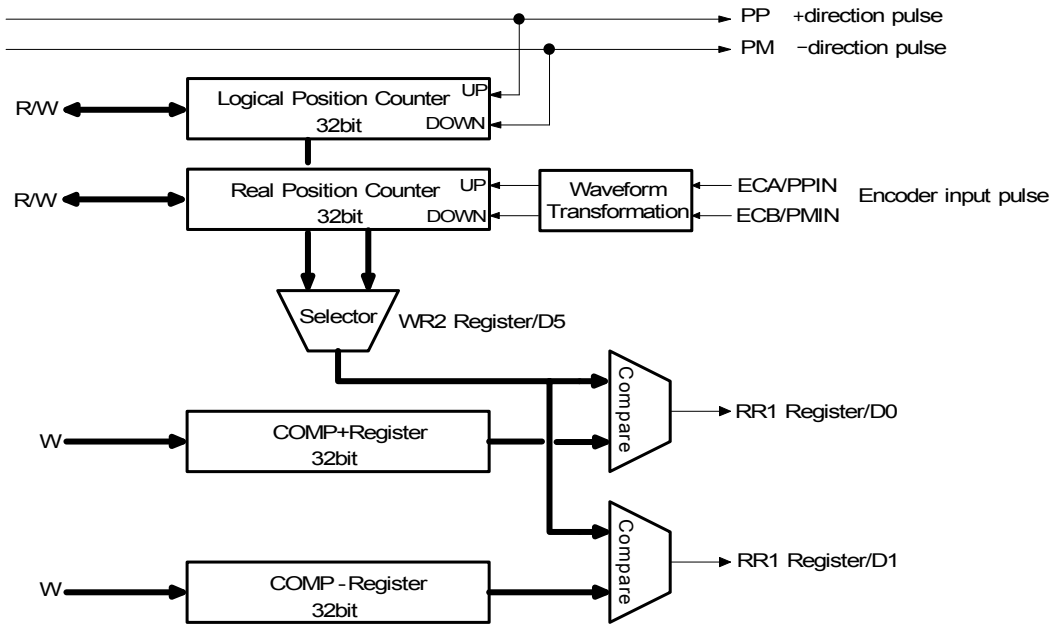 PP +direction pulse
PM -direction pulse
R/W
Logical Position Counter
32bit
UP
DOWN
R/W
Real Position Counter
32bit
UP
DOWN
Waveform
Transformation
ECA/PPIN
ECB/PMIN
Encoder input pulse
Selector
WR2 Register/D5
Compare
RR1 Register/D0
W
COMP+Register
32bit
Compare
RR1 Register/D1
W
COMP-Register
32bit